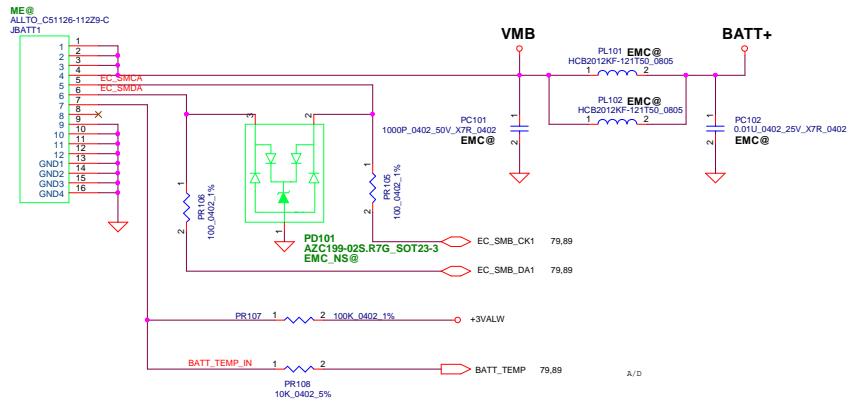 ME@
ALLTO_C51126-112Z9-C
JBATT1
1 1
2 2
3 3
4 4
5 5
6 6
7 7
8 8
9 9
10 10
11 11
12 12
GND1 13
GND2 14
GND3 15
GND4 16
EC_SMCA
EC_SMDA
VMB
BATT+
PL101 EMC@
HCB2012KF-121T50_0805
1 2
PL102 EMC@
HCB2012KF-121T50_0805
1 2
PC101
1000P_0402_50V_X7R_0402
EMC@
1
2
PC102
0.01U_0402_25V_X7R_0402
EMC@
1
2
3 2
1
PD101
AZC199-02S.R7G_SOT23-3
EMC_NS@
1
2
PR106
100_0402_1%
1
2
PR105
100_0402_1%
EC_SMB_CK1 79,89
EC_SMB_DA1 79,89
PR107 1 2 100K_0402_1%
+3VALW
BATT_TEMP_IN 1 2
PR108
10K_0402_5%
BATT_TEMP 79,89
A/D